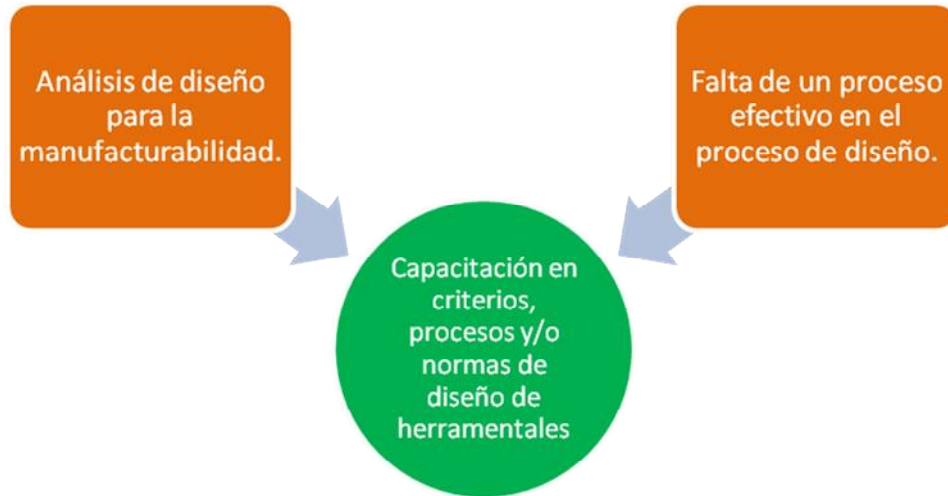 Análisis de diseño
para la
manufacturabilidad.
Falta de un proceso
efectivo en el
proceso de diseño.
Capacitación en
criterios,
procesos y/o
normas de
diseño de
herramentales